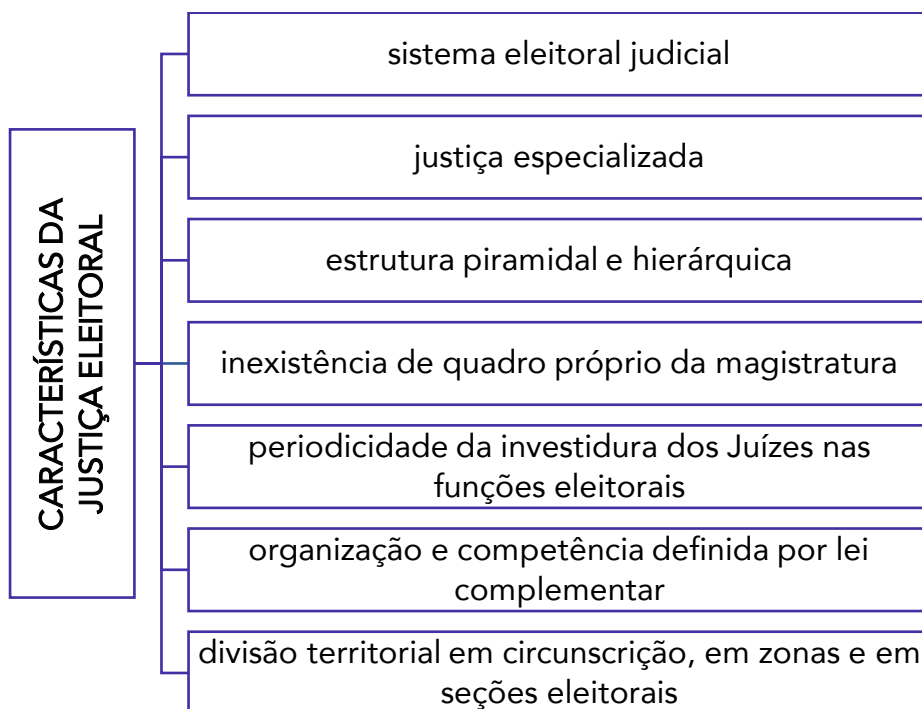 CARACTERÍSTICAS DA
JUSTIÇA ELEITORAL
sistema eleitoral judicial
justiça especializada
estrutura piramidal e hierárquica
inexistência de quadro próprio da magistratura
periodicidade da investidura dos Juízes nas
funções eleitorais
organização e competência definida por lei
complementar
divisão territorial em circunscrição, em zonas e em
seções eleitorais